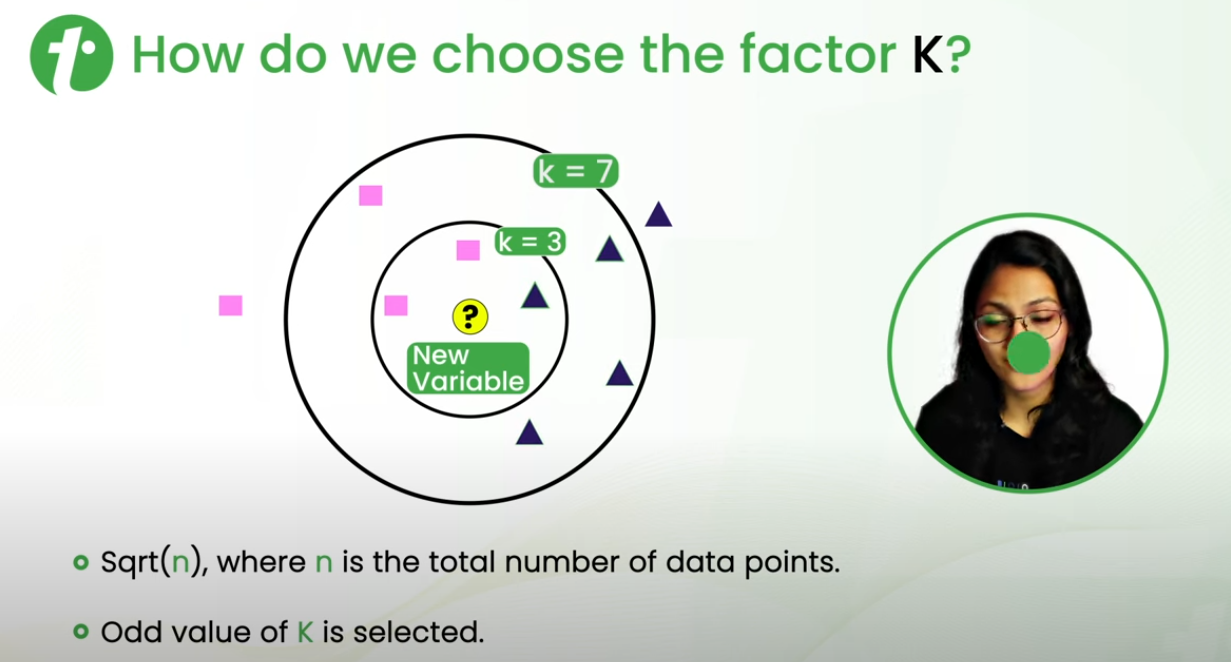 How do we choose the factor K?
k = 7
k = 3
?
New
Variable
Sqrt(n), where n is the total number of data points.
Odd value of K is selected.